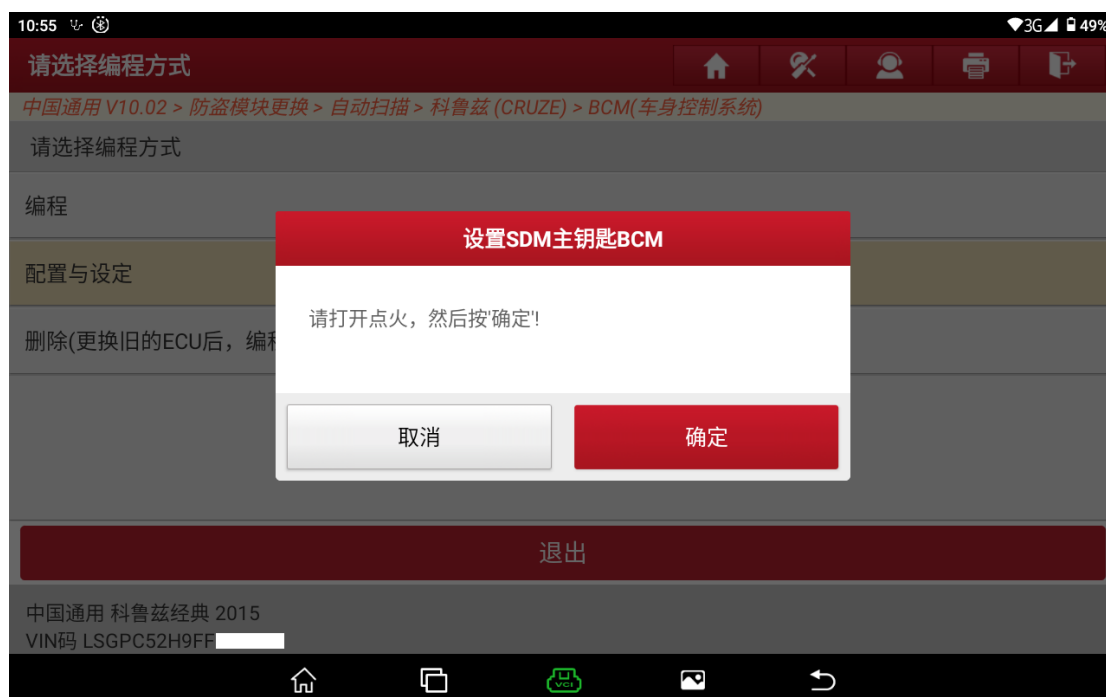 10:55
3G 49%
请选择编程方式
中国通用 V10.02 > 防盗模块更换 > 自动扫描 > 科鲁兹 (CRUZE) > BCM(车身控制系统)
请选择编程方式
编程
设置SDM主钥匙BCM
配置与设定
请打开点火，然后按'确定'!
删除(更换旧的ECU后，编程
取消
确定
退出
中国通用 科鲁兹经典 2015
VIN码 LSGPC52H9FF
VCI